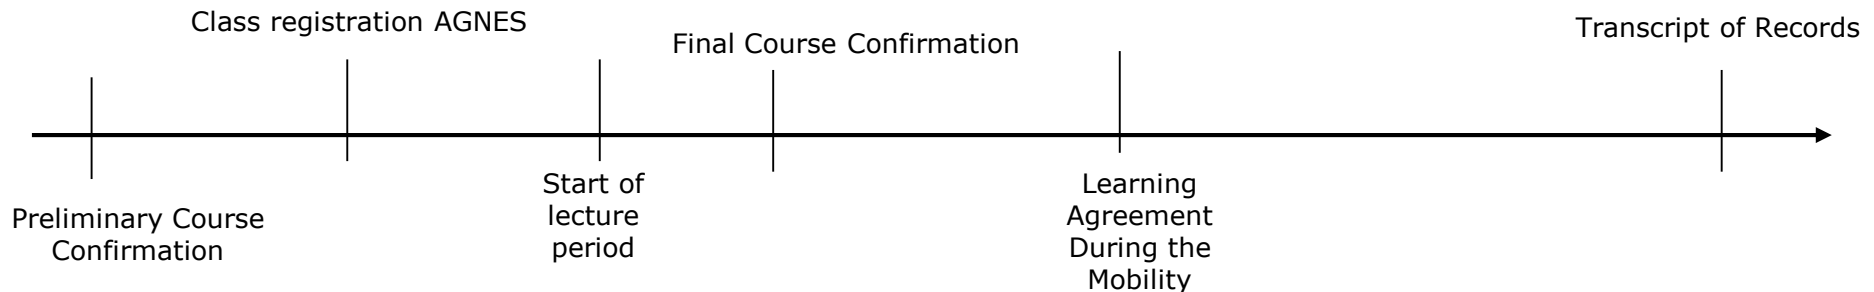 Class registration AGNES
Final Course Confirmation
Transcript of Records
Preliminary Course
Confirmation
Start of
lecture
period
Learning
Agreement
During the
Mobility